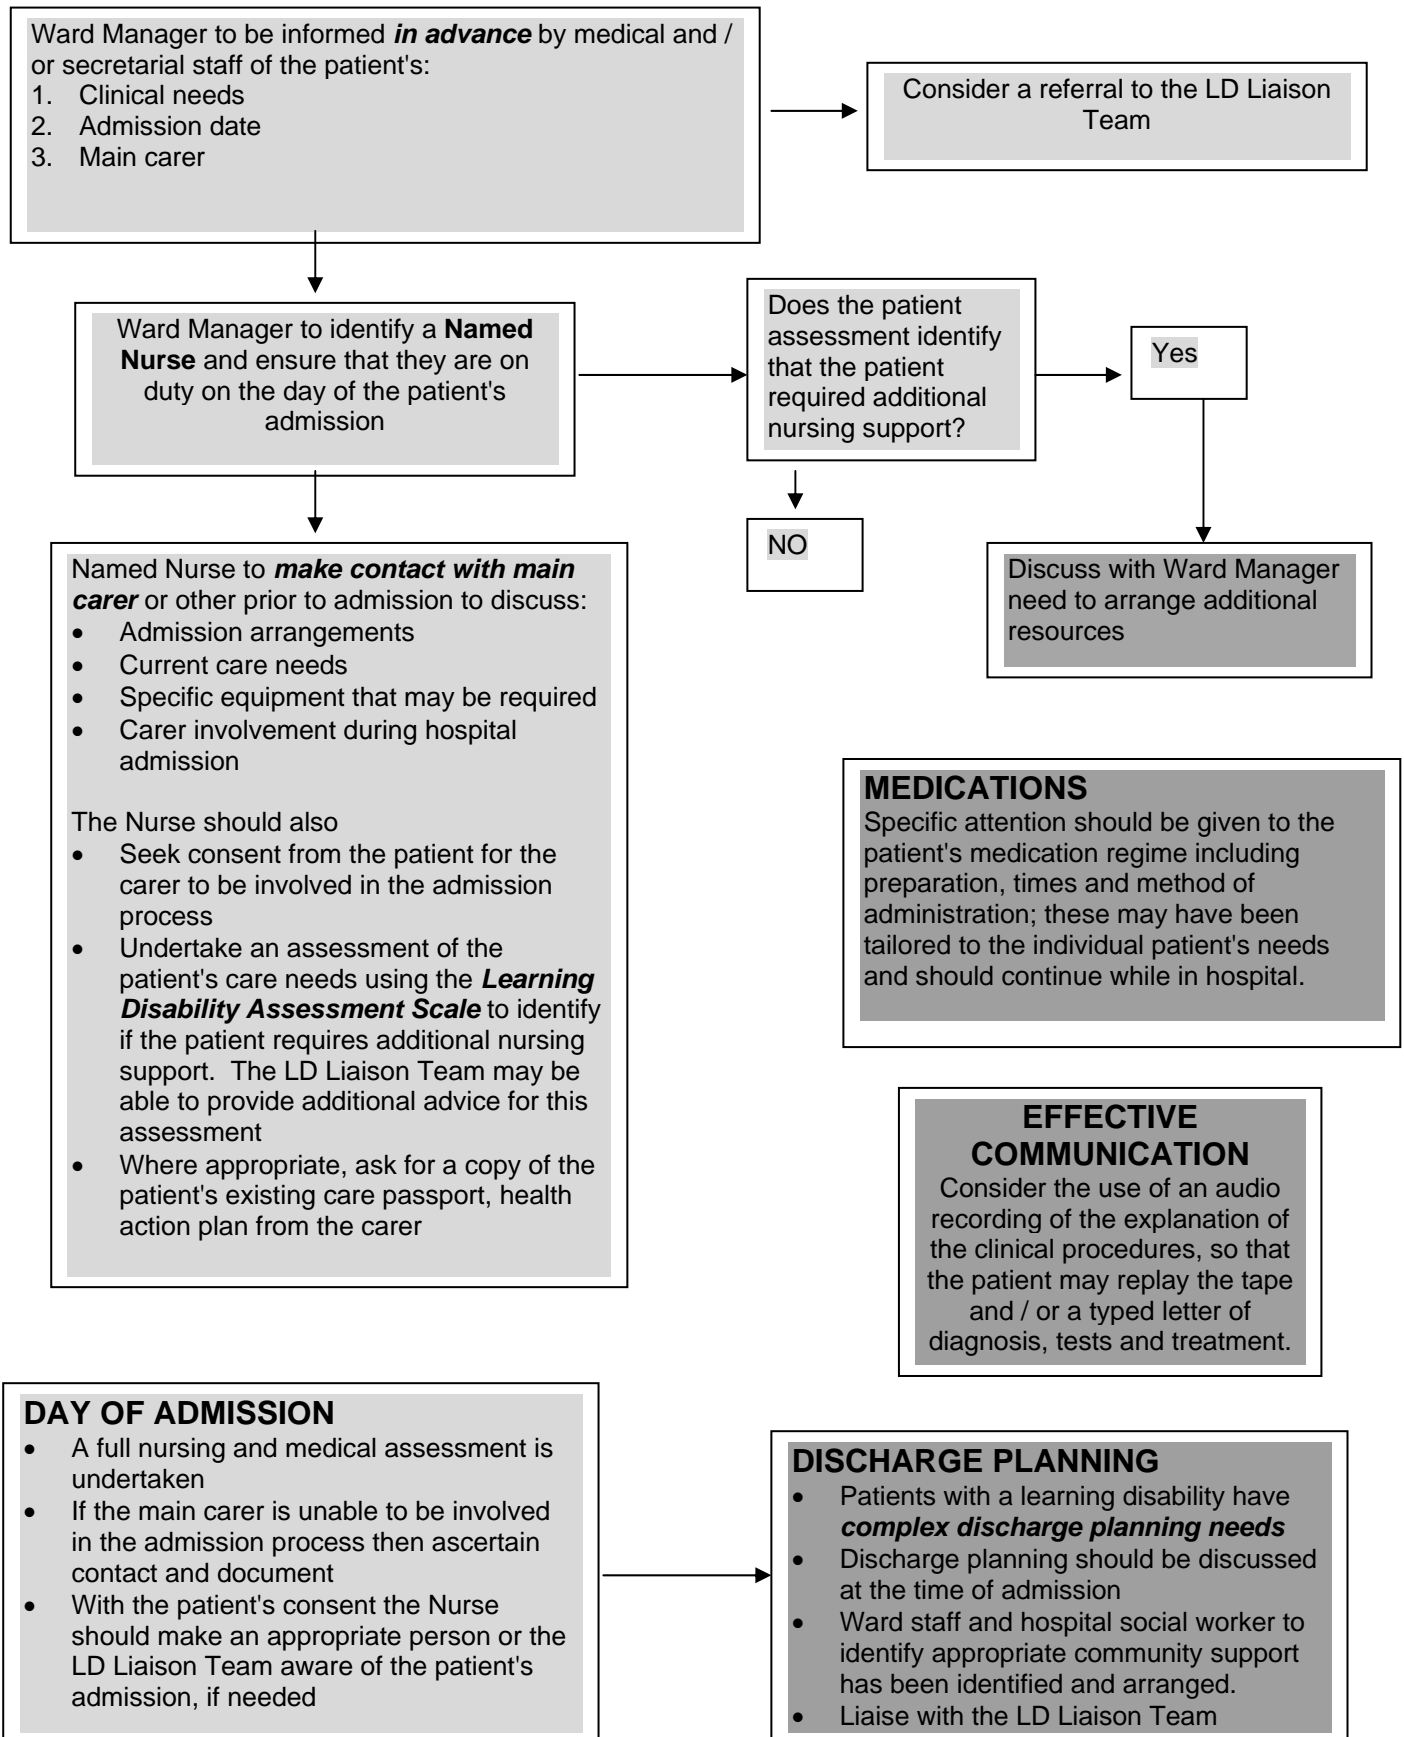 Ward Manager to be informed in advance by medical and /
or secretarial staff of the patient's:
1. Clinical needs
2. Admission date
3. Main carer
Consider a referral to the LD Liaison
Team
Ward Manager to identify a Named
Nurse and ensure that they are on
duty on the day of the patient's
admission
Does the patient
assessment identify
that the patient
required additional
nursing support?
Yes
NO
Discuss with Ward Manager
need to arrange additional
resources
Named Nurse to make contact with main
carer or other prior to admission to discuss:
• Admission arrangements
• Current care needs
• Specific equipment that may be required
• Carer involvement during hospital
admission
The Nurse should also
• Seek consent from the patient for the
carer to be involved in the admission
process
• Undertake an assessment of the
patient's care needs using the Learning
Disability Assessment Scale to identify
if the patient requires additional nursing
support. The LD Liaison Team may be
able to provide additional advice for this
assessment
• Where appropriate, ask for a copy of the
patient's existing care passport, health
action plan from the carer
MEDICATIONS
Specific attention should be given to the
patient's medication regime including
preparation, times and method of
administration; these may have been
tailored to the individual patient's needs
and should continue while in hospital.
EFFECTIVE
COMMUNICATION
Consider the use of an audio
recording of the explanation of
the clinical procedures, so that
the patient may replay the tape
and / or a typed letter of
diagnosis, tests and treatment.
DAY OF ADMISSION
• A full nursing and medical assessment is
undertaken
• If the main carer is unable to be involved
in the admission process then ascertain
contact and document
• With the patient's consent the Nurse
should make an appropriate person or the
LD Liaison Team aware of the patient's
admission, if needed
DISCHARGE PLANNING
• Patients with a learning disability have
complex discharge planning needs
• Discharge planning should be discussed
at the time of admission
• Ward staff and hospital social worker to
identify appropriate community support
has been identified and arranged.
• Liaise with the LD Liaison Team